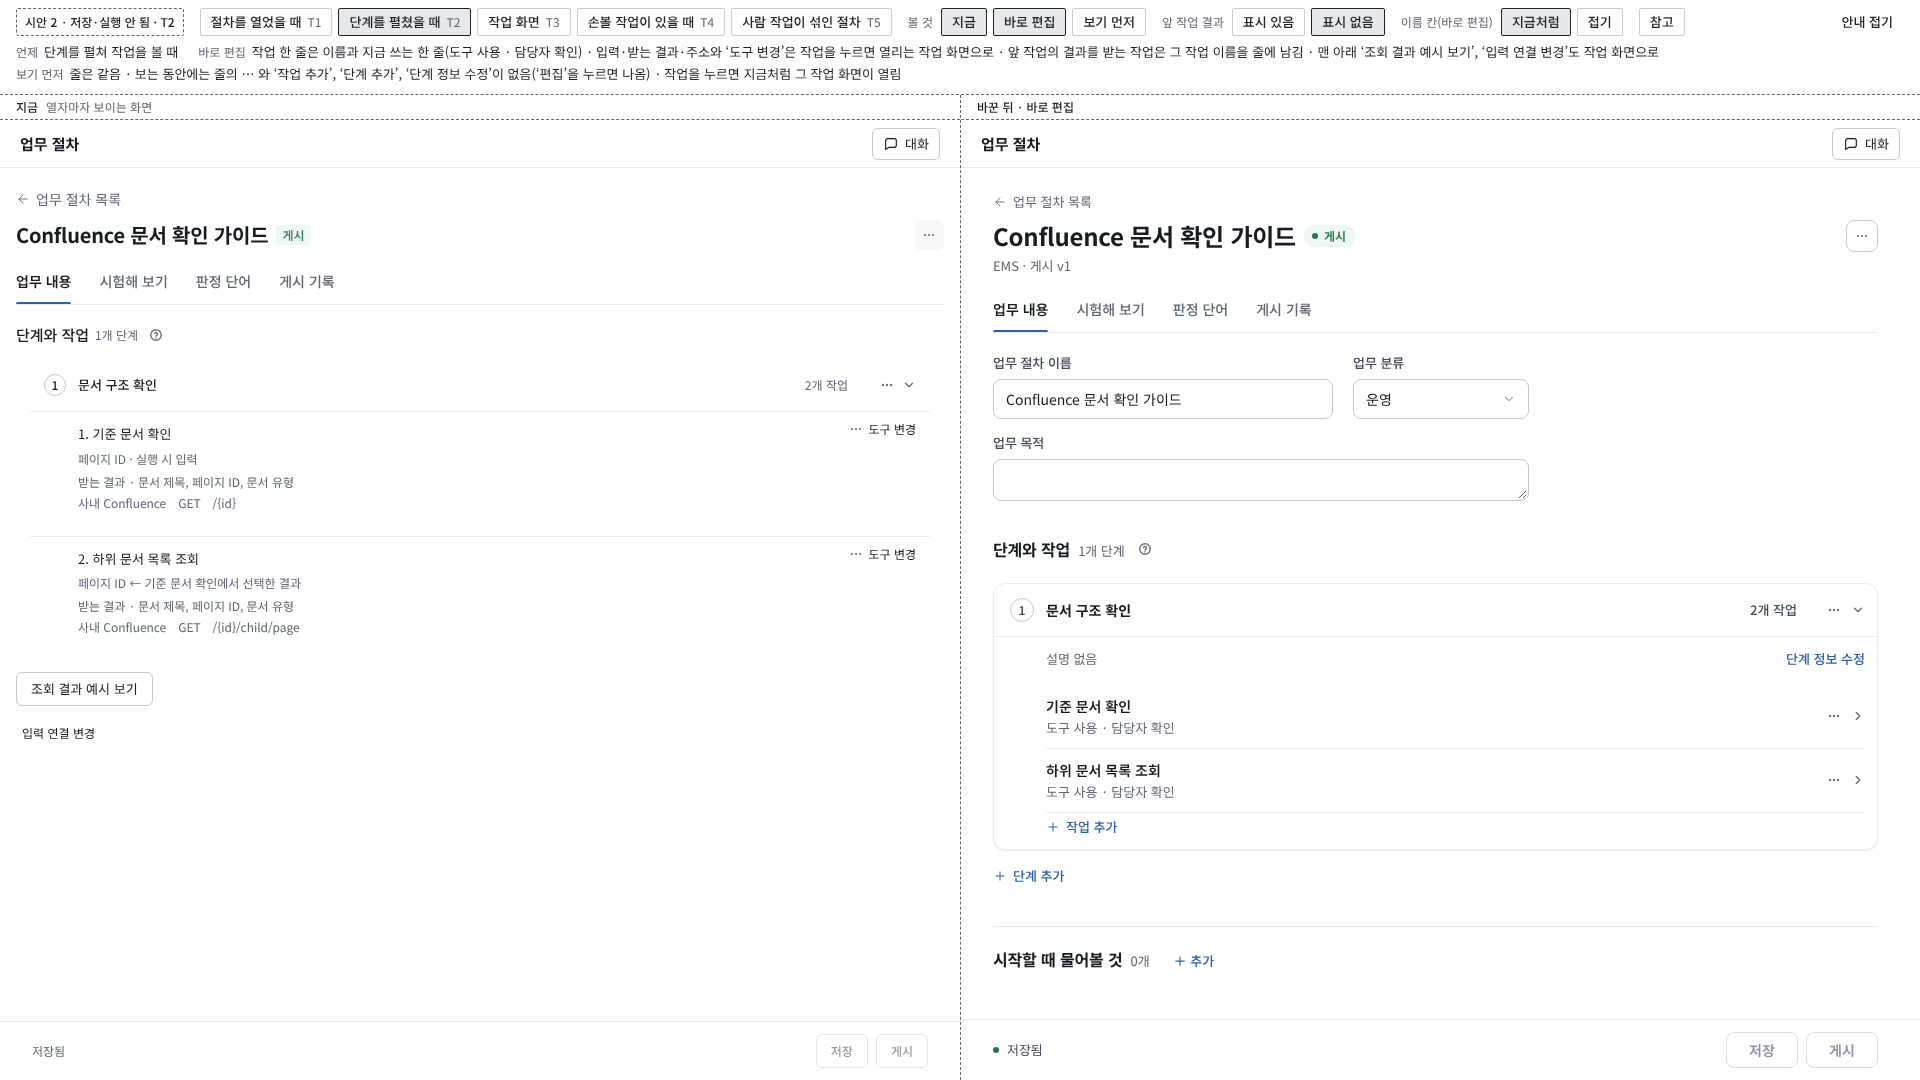 시안 2 · 저장·실행 안 됨 · T2 절차를 열었을 때 T1 단계를 펼쳤을 때 T2 작업 화면 T3 손볼 작업이 있을 때 T4 사람 작업이 섞인 절차 T5 볼 것 지금 바로 편집 보기 먼저 앞 작업 결과 표시 있음 표시 없음 이름 칸(바로 편집) 지금처럼 접기 참고 안내 접기
언제 단계를 펼쳐 작업을 볼 때 바로 편집 작업 한 줄은 이름과 지금 쓰는 한 줄(도구 사용 · 담당자 확인) · 입력·받는 결과·주소와 ‘도구 변경’은 작업을 누르면 열리는 작업 화면으로 · 앞 작업의 결과를 받는 작업은 그 작업 이름을 줄에 남김 · 맨 아래 ‘조회 결과 예시 보기’, ‘입력 연결 변경’도 작업 화면으로
보기 먼저 줄은 같음 · 보는 동안에는 줄의 ··· 와 ‘작업 추가’, ‘단계 추가’, ‘단계 정보 수정’이 없음(‘편집’을 누르면 나옴) · 작업을 누르면 지금처럼 그 작업 화면이 열림
지금 열자마자 보이는 화면
업무 절차
대화
← 업무 절차 목록
Confluence 문서 확인 가이드 게시
···
업무 내용 시험해 보기 판정 단어 게시 기록
단계와 작업 1개 단계
1 문서 구조 확인 2개 작업 ···
1. 기준 문서 확인 ··· 도구 변경
페이지 ID · 실행 시 입력
받는 결과 · 문서 제목, 페이지 ID, 문서 유형
사내 Confluence GET /{id}
2. 하위 문서 목록 조회 ··· 도구 변경
페이지 ID ← 기준 문서 확인에서 선택한 결과
받는 결과 · 문서 제목, 페이지 ID, 문서 유형
사내 Confluence GET /{id}/child/page
조회 결과 예시 보기
입력 연결 변경
저장됨 저장 게시
바꾼 뒤 · 바로 편집
업무 절차
대화
← 업무 절차 목록
Confluence 문서 확인 가이드 게시
···
EMS · 게시 v1
업무 내용 시험해 보기 판정 단어 게시 기록
업무 절차 이름 업무 분류
Confluence 문서 확인 가이드 운영
업무 목적
단계와 작업 1개 단계
1 문서 구조 확인 2개 작업 ···
설명 없음 단계 정보 수정
기준 문서 확인
도구 사용 · 담당자 확인 ···
하위 문서 목록 조회
도구 사용 · 담당자 확인 ···
+ 작업 추가
+ 단계 추가
시작할 때 물어볼 것 0개 + 추가
저장됨 저장 게시